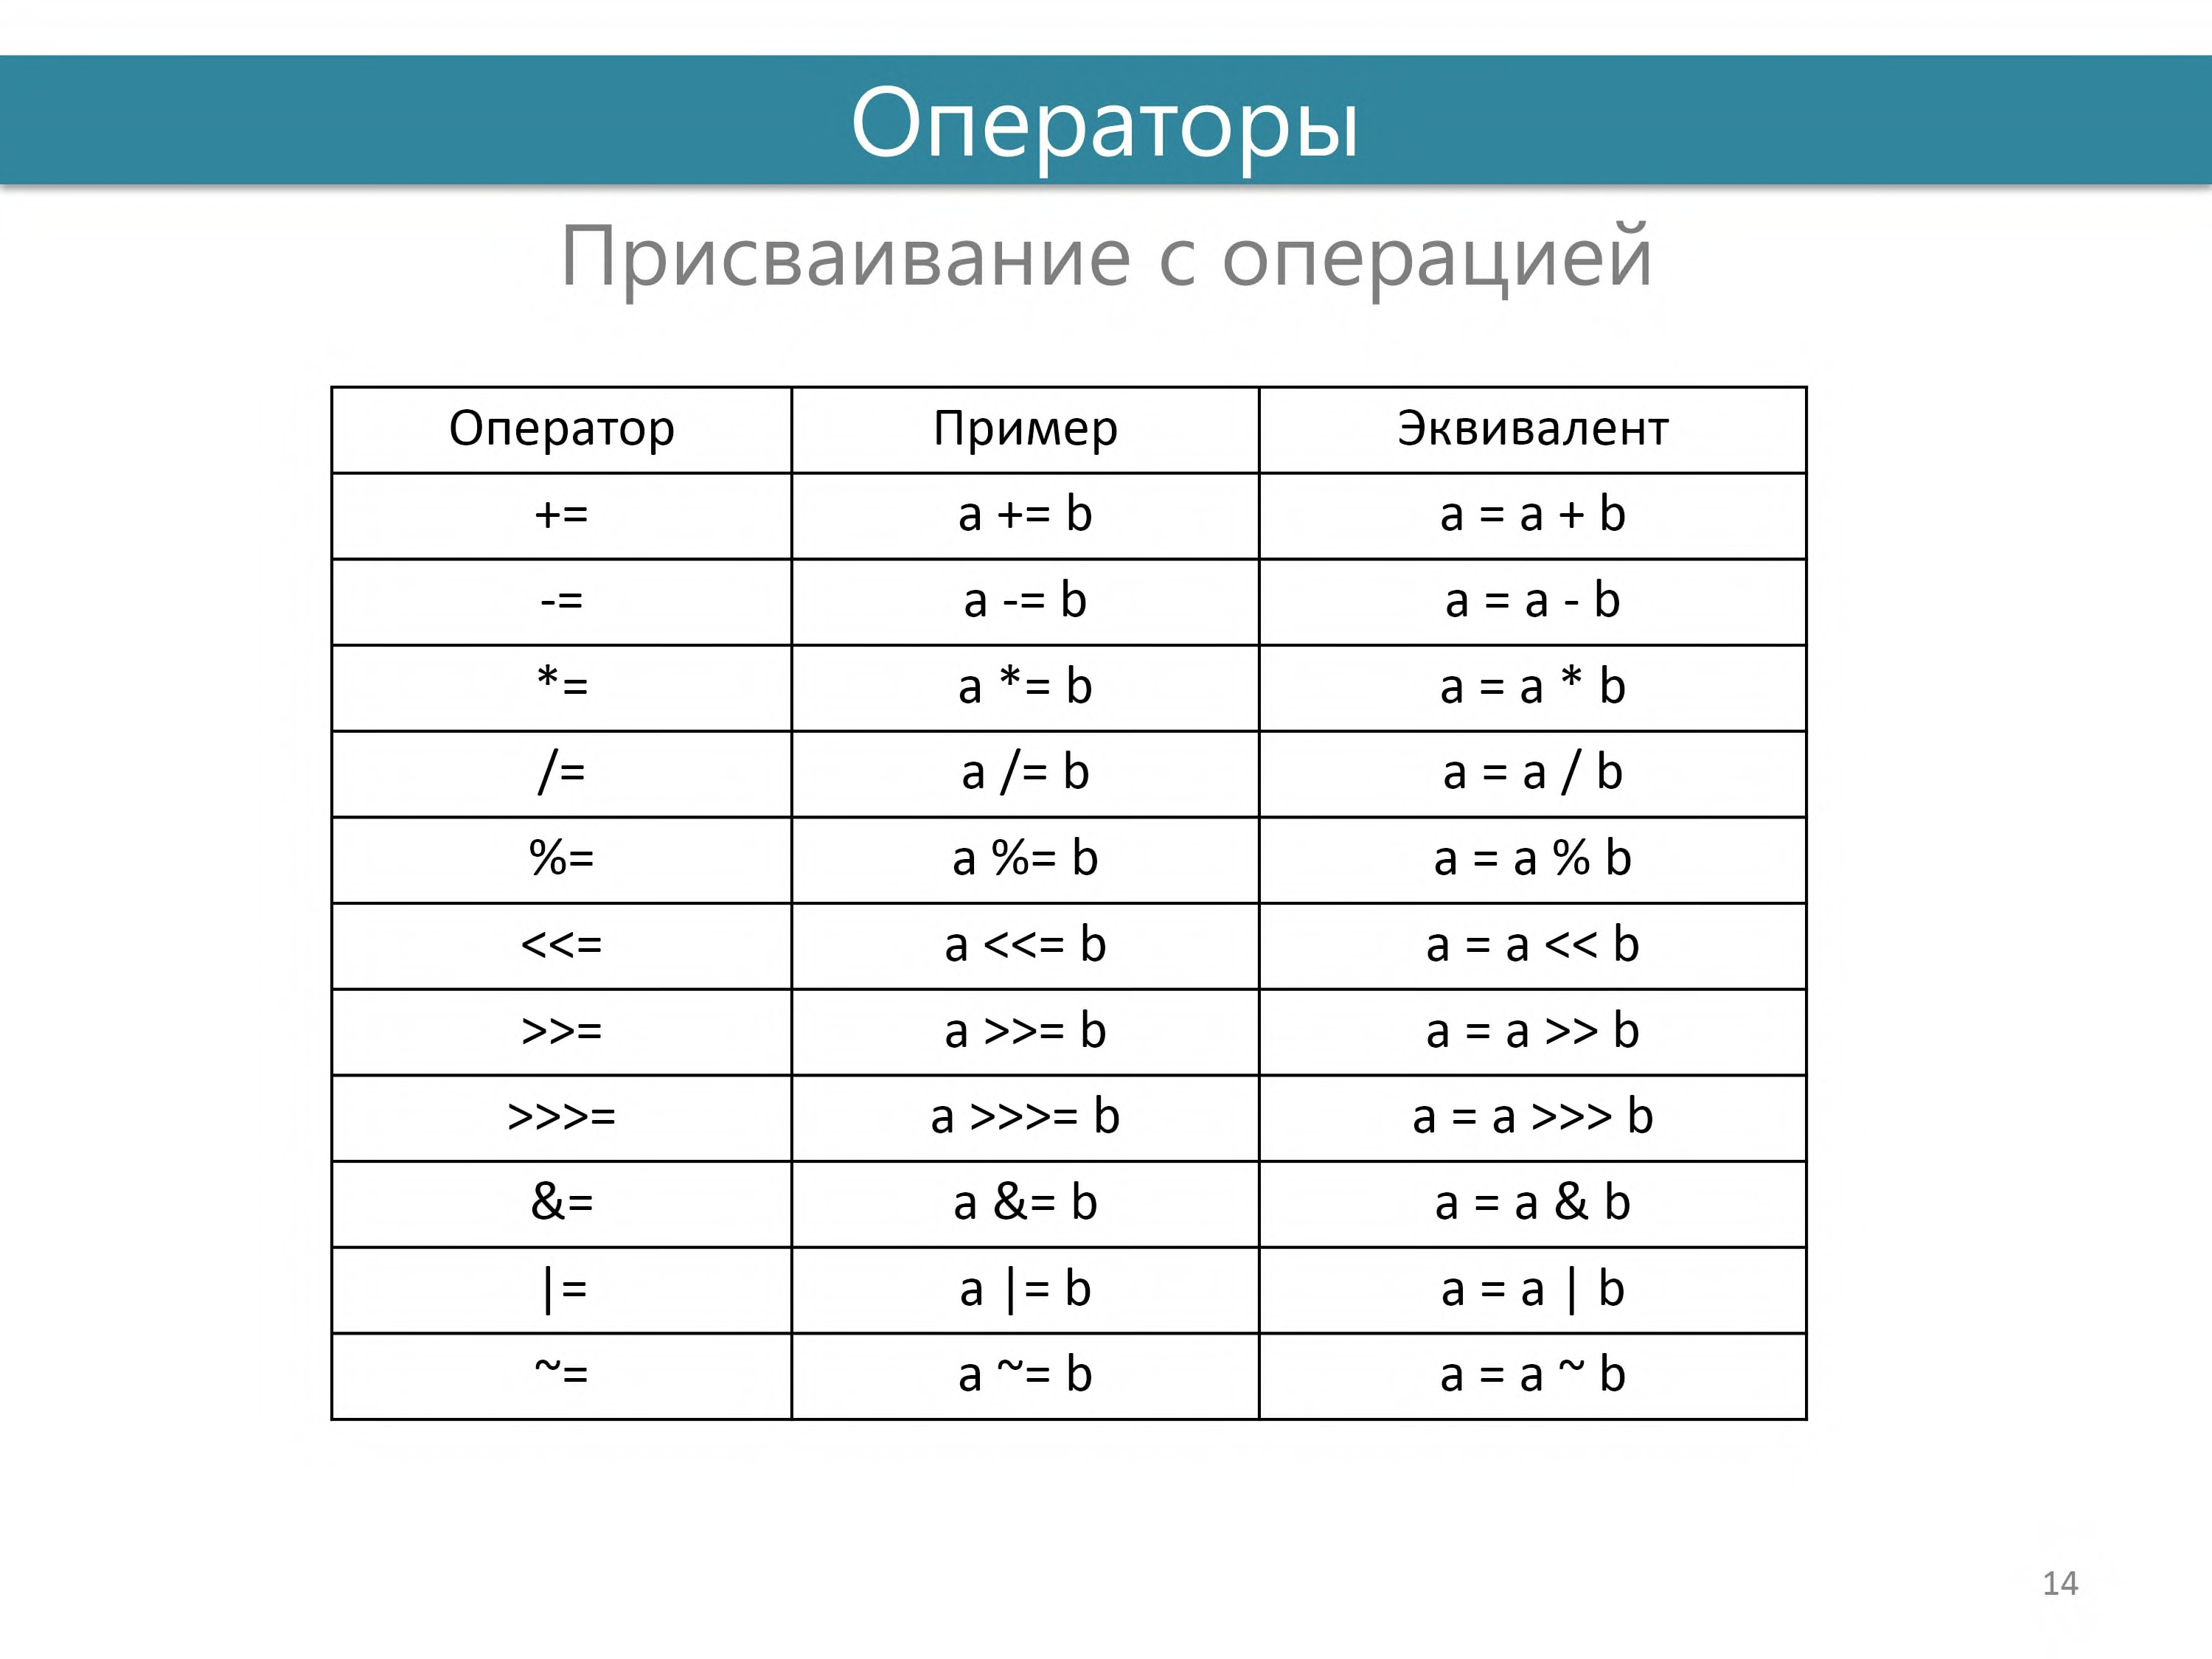 Операторы
Присваивание с операцией
Оператор Пример Эквивалент
+= a += b a = a + b
-= a -= b a = a - b
*= a *= b a = a * b
/= a /= b a = a / b
%= a %= b a = a % b
<<= a <<= b a = a << b
>>= a >>= b a = a >> b
>>>= a >>>= b a = a >>> b
&= a &= b a = a & b
|= a |= b a = a | b
~= a ~= b a = a ~ b
14